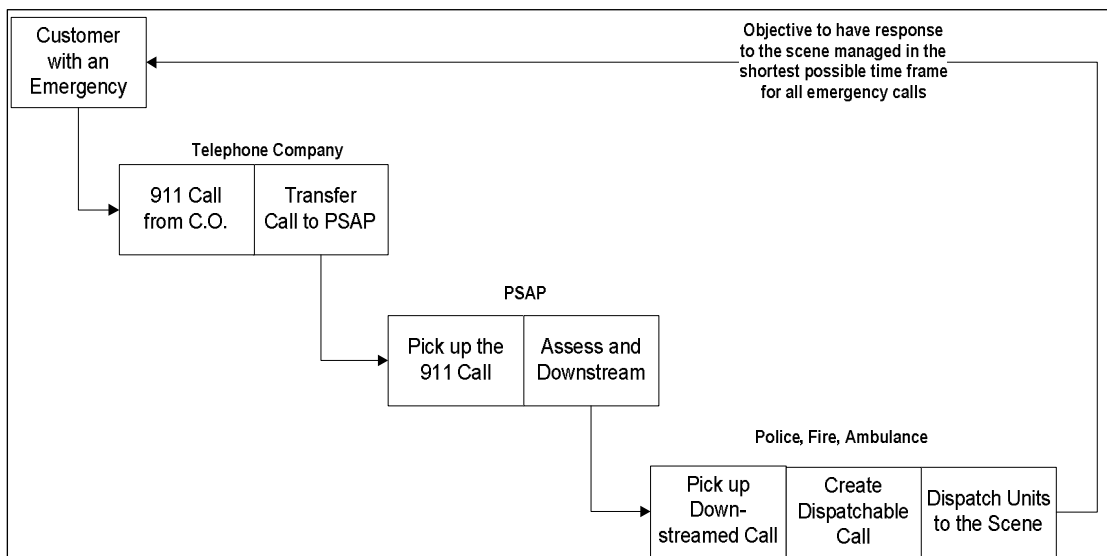 Customer
with an
Emergency
Objective to have response
to the scene managed in the
shortest possible time frame
for all emergency calls
Telephone Company
911 Call
from C.O.
Transfer
Call to PSAP
PSAP
Pick up the
911 Call
Assess and
Downstream
Police, Fire, Ambulance
Pick up
Down-
streamed Call
Create
Dispatchable
Call
Dispatch Units
to the Scene